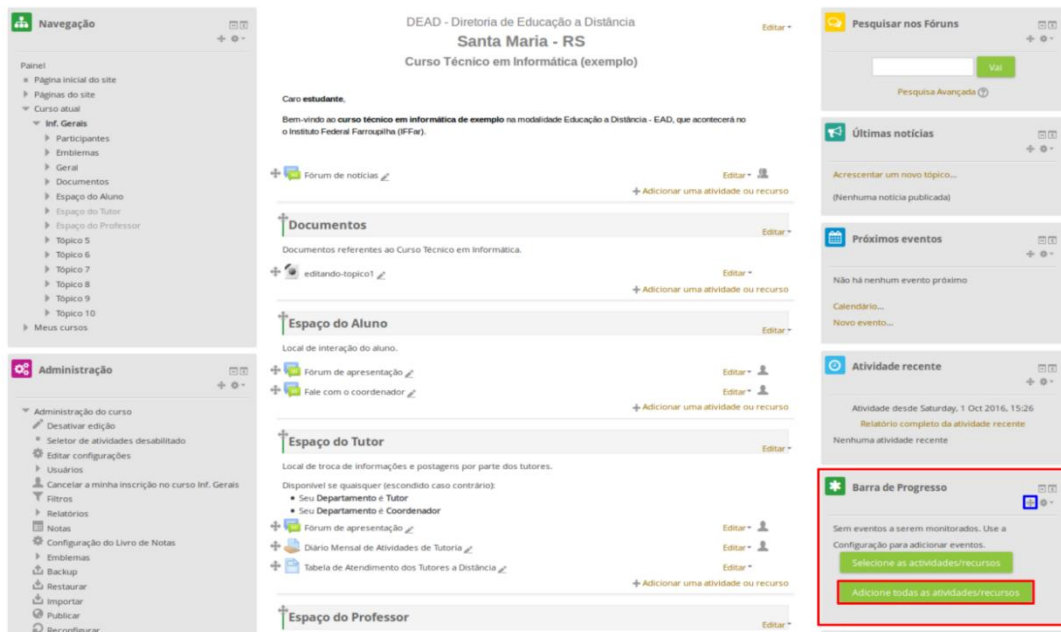 Navegação
Painel
Página inicial do site
Páginas do site
Curso atual
Inf. Gerais
Participantes
Emblemas
Geral
Documentos
Espaço do Aluno
Espaço do Tutor
Espaço do Professor
Tópico 5
Tópico 6
Tópico 7
Tópico 8
Tópico 9
Tópico 10
Meus cursos
Administração
Administração do curso
Desativar edição
Seletor de atividades desabilitado
Editar configurações
Usuários
Cancelar a minha inscrição no curso Inf. Gerais
Filtros
Relatórios
Notas
Configuração do Livro de Notas
Emblemas
Backup
Restaurar
Importar
Publicar
Reconfigurar
DEAD - Diretoria de Educação a Distância
Editar
Santa Maria - RS
Curso Técnico em Informática (exemplo)
Caro estudante,
Bem-vindo ao curso técnico em informática de exemplo na modalidade Educação a Distância - EAD, que acontecerá no
o Instituto Federal Farroupilha (IFFar).
Fórum de notícias Editar
Adicionar uma atividade ou recurso
Documentos
Editar
Documentos referentes ao Curso Técnico em Informática.
editando-topico1 Editar
Adicionar uma atividade ou recurso
Espaço do Aluno
Editar
Local de interação do aluno.
Fórum de apresentação Editar
Fale com o coordenador Editar
Adicionar uma atividade ou recurso
Espaço do Tutor
Editar
Local de troca de informações e postagens por parte dos tutores.
Disponível se quaisquer (escondido caso contrário):
• Seu Departamento é Tutor
• Seu Departamento é Coordenador
Fórum de apresentação Editar
Diário Mensal de Atividades de Tutoria Editar
Tabela de Atendimento dos Tutores a Distância Editar
Adicionar uma atividade ou recurso
Espaço do Professor
Editar
Pesquisar nos Fóruns
Vai
Pesquisa Avançada
Últimas notícias
Acrescentar um novo tópico...
(Nenhuma notícia publicada)
Próximos eventos
Não há nenhum evento próximo
Calendário...
Novo evento...
Atividade recente
Atividade desde Saturday, 1 Oct 2016, 15:26
Relatório completo da atividade recente
Nenhuma atividade recente
Barra de Progresso
Sem eventos a serem monitorados. Use a
Configuração para adicionar eventos.
Selecione as actividades/recursos
Adicione todas as atividades/recursos